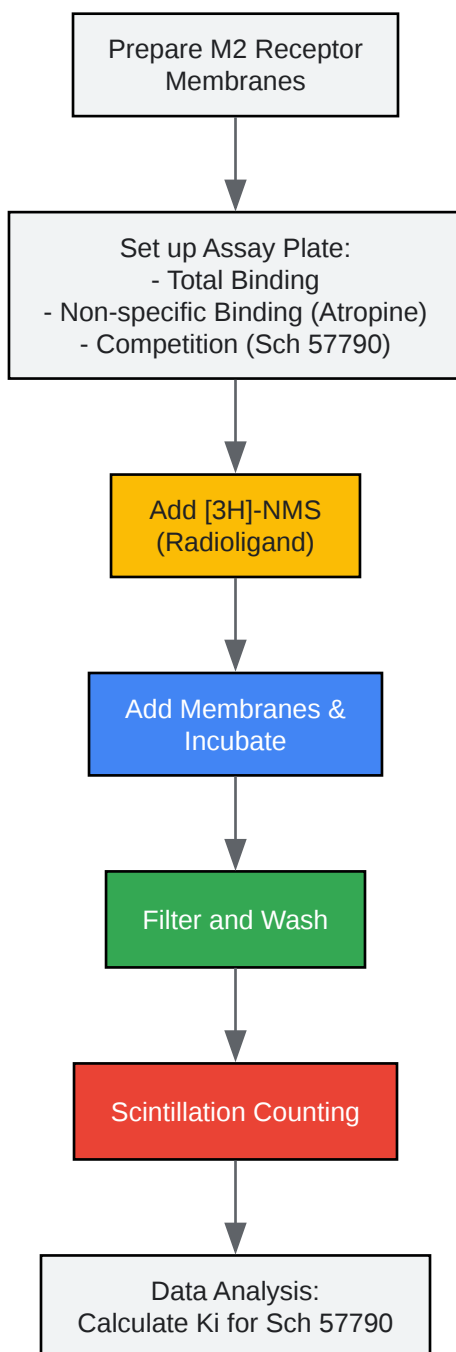 Prepare M2 Receptor
Membranes
Set up Assay Plate:
- Total Binding
- Non-specific Binding (Atropine)
- Competition (Sch 57790)
Add [3H]-NMS
(Radioligand)
Add Membranes &
Incubate
Filter and Wash
Scintillation Counting
Data Analysis:
Calculate Ki for Sch 57790